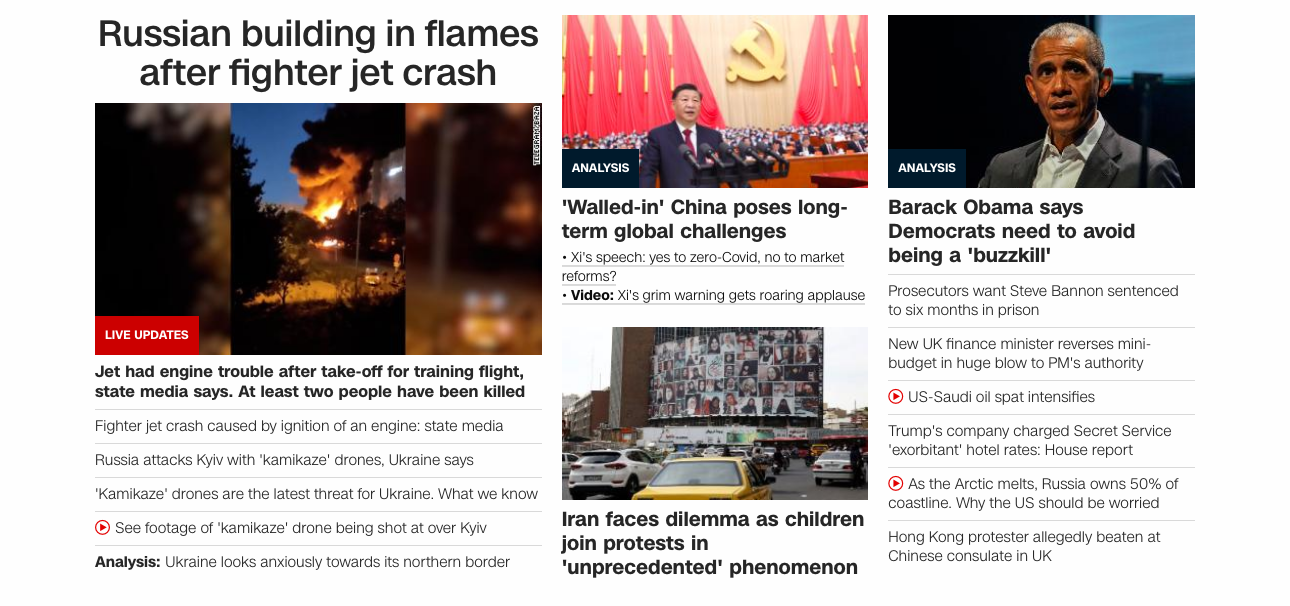 Russian building in flames
after fighter jet crash
TELEGRAM/@BAZA
LIVE UPDATES
Jet had engine trouble after take-off for training flight,
state media says. At least two people have been killed
Fighter jet crash caused by ignition of an engine: state media
Russia attacks Kyiv with 'kamikaze' drones, Ukraine says
'Kamikaze' drones are the latest threat for Ukraine. What we know
See footage of 'kamikaze' drone being shot at over Kyiv
Analysis: Ukraine looks anxiously towards its northern border
ANALYSIS
'Walled-in' China poses long-
term global challenges
• Xi's speech: yes to zero-Covid, no to market
reforms?
• Video: Xi's grim warning gets roaring applause
Iran faces dilemma as children
join protests in
'unprecedented' phenomenon
ANALYSIS
Barack Obama says
Democrats need to avoid
being a 'buzzkill'
Prosecutors want Steve Bannon sentenced
to six months in prison
New UK finance minister reverses mini-
budget in huge blow to PM's authority
US-Saudi oil spat intensifies
Trump's company charged Secret Service
'exorbitant' hotel rates: House report
As the Arctic melts, Russia owns 50% of
coastline. Why the US should be worried
Hong Kong protester allegedly beaten at
Chinese consulate in UK